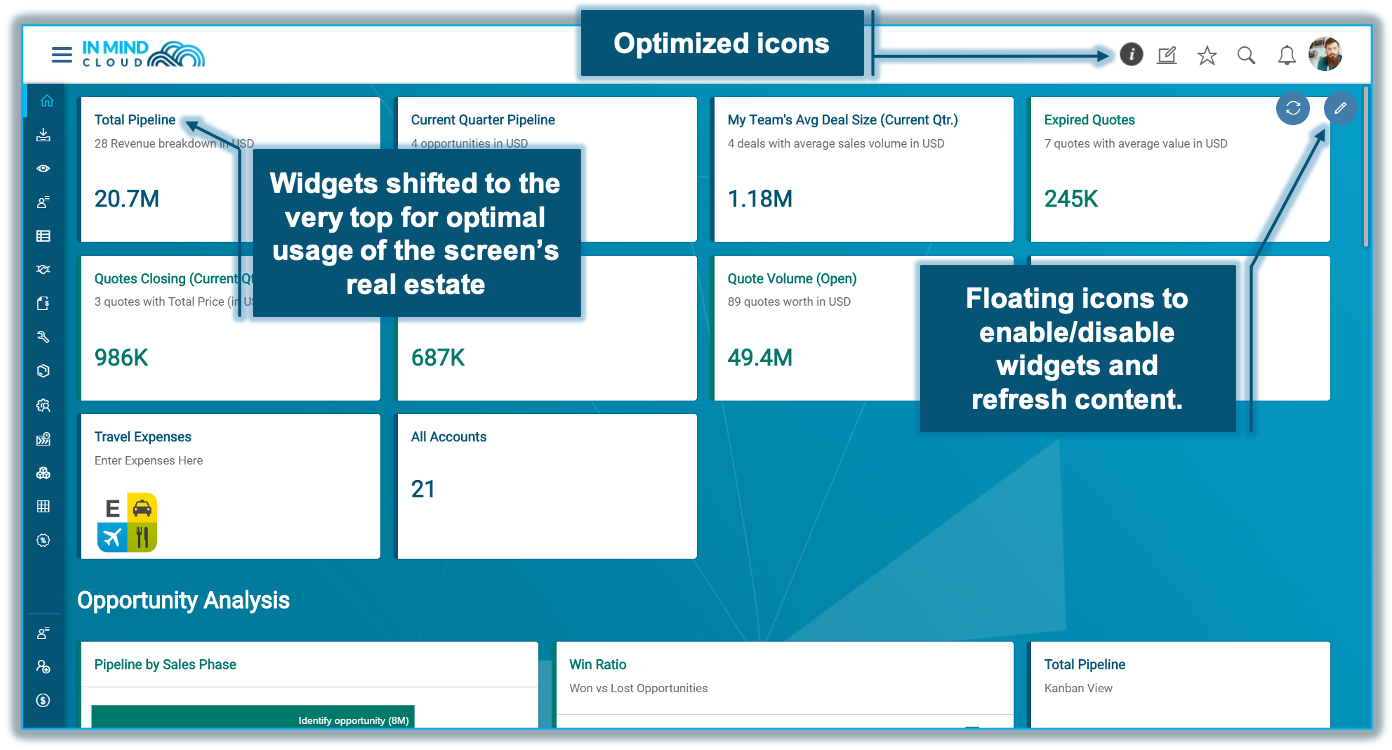 IN MIND
CLOUD
Optimized icons
i
Total Pipeline
28 Revenue breakdown in USD
20.7M
Current Quarter Pipeline
4 opportunities in USD
My Team's Avg Deal Size (Current Qtr.)
4 deals with average sales volume in USD
1.18M
Expired Quotes
7 quotes with average value in USD
245K
Widgets shifted to the
very top for optimal
usage of the screen’s
real estate
Quotes Closing (Current
3 quotes with Total Price (in
986K
687K
Quote Volume (Open)
89 quotes worth in USD
49.4M
Floating icons to
enable/disable
widgets and
refresh content.
Travel Expenses
Enter Expenses Here
E
All Accounts
21
Opportunity Analysis
Pipeline by Sales Phase
Identify opportunity (8M)
Win Ratio
Won vs Lost Opportunities
Total Pipeline
Kanban View